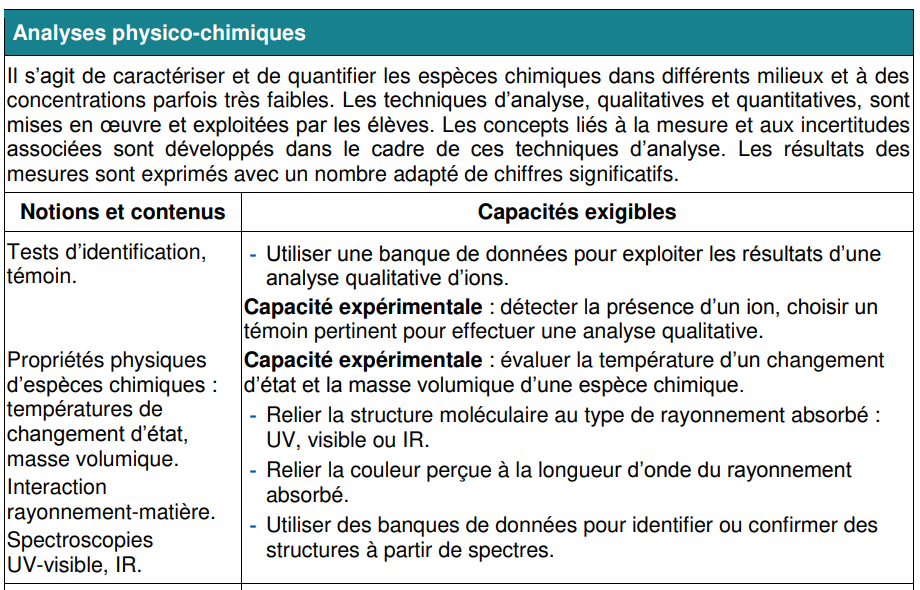 Analyses physico-chimiques
Il s’agit de caractériser et de quantifier les espèces chimiques dans différents milieux et à des
concentrations parfois très faibles. Les techniques d’analyse, qualitatives et quantitatives, sont
mises en œuvre et exploitées par les élèves. Les concepts liés à la mesure et aux incertitudes
associées sont développés dans le cadre de ces techniques d’analyse. Les résultats des
mesures sont exprimés avec un nombre adapté de chiffres significatifs.
Notions et contenus
Capacités exigibles
Tests d’identification,
témoin.
- Utiliser une banque de données pour exploiter les résultats d’une
analyse qualitative d’ions.
Capacité expérimentale : détecter la présence d’un ion, choisir un
témoin pertinent pour effectuer une analyse qualitative.
Propriétés physiques
d’espèces chimiques :
températures de
changement d’état,
masse volumique.
Interaction
rayonnement-matière.
Spectroscopies
UV-visible, IR.
Capacité expérimentale : évaluer la température d’un changement
d’état et la masse volumique d’une espèce chimique.
- Relier la structure moléculaire au type de rayonnement absorbé :
UV, visible ou IR.
- Relier la couleur perçue à la longueur d’onde du rayonnement
absorbé.
- Utiliser des banques de données pour identifier ou confirmer des
structures à partir de spectres.